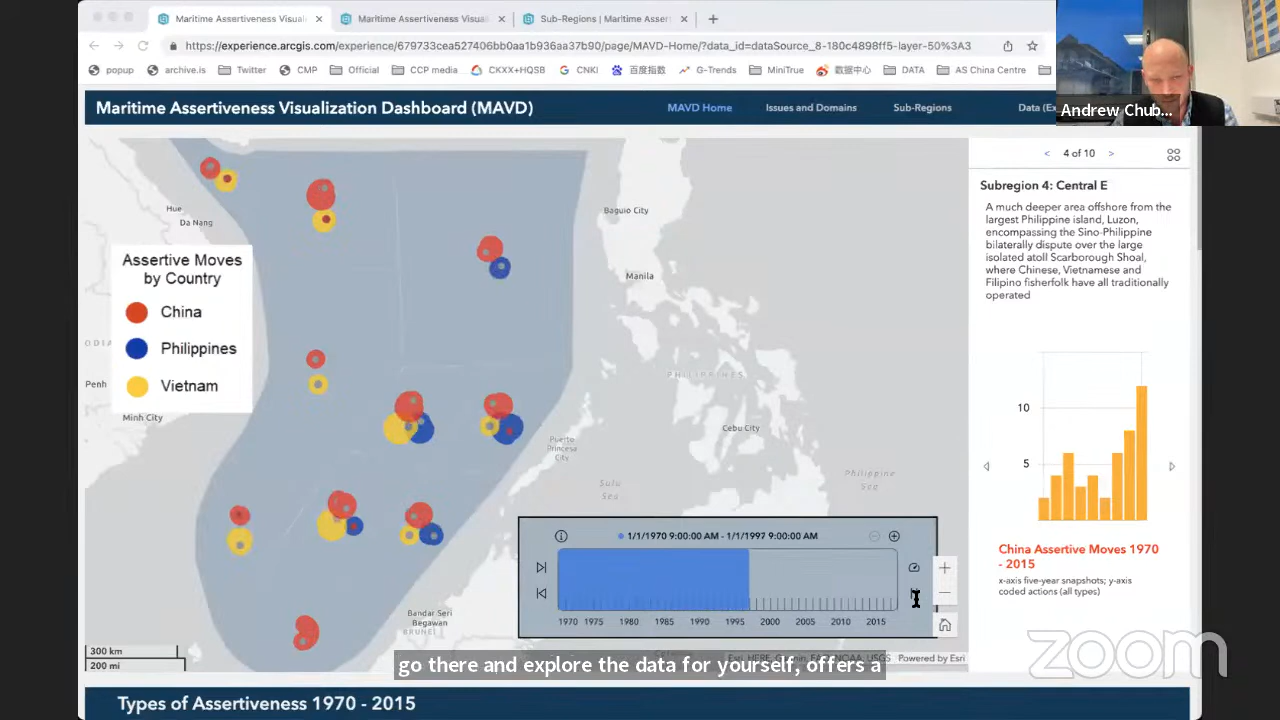 Maritime Assertiveness Visuali
Maritime Assertiveness Visuali
Sub-Regions | Maritime Asser
https://experience.arcgis.com/experience/679733eaa527406bb0aa1b936aa37b90/page/MAVD-Home/?data_id=dataSource_8-180c4898ff5-layer-50%3A3
popup
archive.is
Twitter
CMP
Official
CCP media
CKXX+HQSB
CNKI
百度指数
G-Trends
MiniTrue
数据中心
DATA
AS China Centre
Andrew Chub...
Maritime Assertiveness Visualization Dashboard (MAVD)
MAVD Home
Issues and Domains
Sub-Regions
Data (Ex
4 of 10
Subregion 4: Central E
A much deeper area offshore from the
largest Philippine island, Luzon,
encompassing the Sino-Philippine
bilaterally dispute over the large
isolated atoll Scarborough Shoal,
where Chinese, Vietnamese and
Filipino fisherfolk have all traditionally
operated
10
5
China Assertive Moves 1970
- 2015
x-axis five-year snapshots; y-axis
coded actions (all types)
Hue
Da Nang
Baguio City
Manila
Assertive Moves
by Country
China
Philippines
Vietnam
ODIA
Penh
Minh City
PHILIPPINES
Cebu City
Puerto
Princesa
City
Sulu
Sea
Philippine
Sea
Bandar Seri
Begawan
BRUNEI
1/1/1970 9:00:00 AM - 1/1/1997 9:00:00 AM
1970 1975 1980 1985 1990 1995 2000 2005 2010 2015
300 km
200 mi
Powered by Esri
go there and explore the data for yourself, offers a
zoom
Types of Assertiveness 1970 - 2015